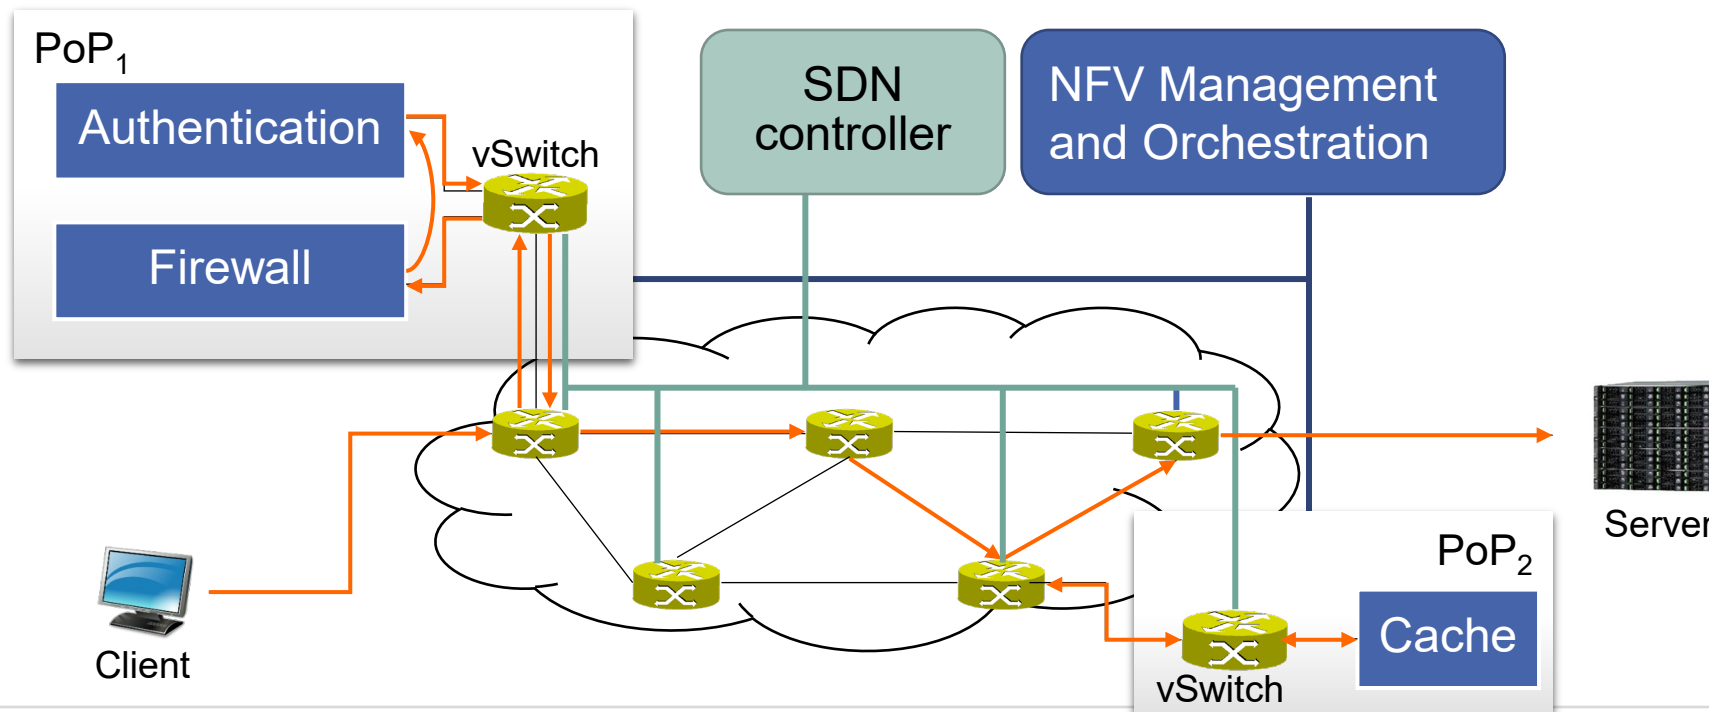 PoP1
Authentication
vSwitch
Firewall
SDN
controller
NFV Management
and Orchestration
Client
Server
PoP2
Cache
vSwitch